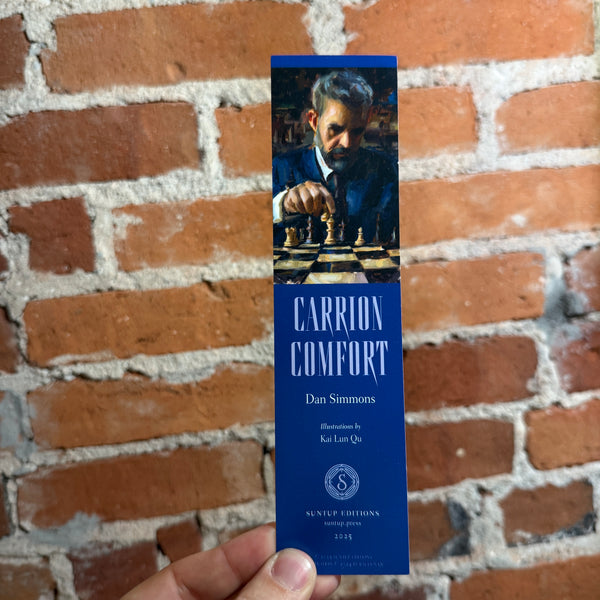 CARRION
COMFORT
Dan Simmons
Illustrations by
Kai Lun Qu
S
SUNTUP EDITIONS
suntup.press
2025